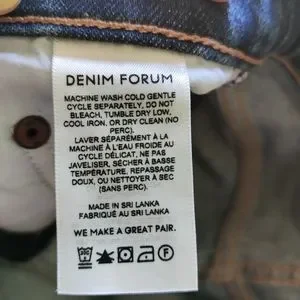 DENIM FORUM
MACHINE WASH COLD GENTLE
CYCLE SEPARATELY, DO NOT
BLEACH, TUMBLE DRY LOW,
COOL IRON, OR DRY CLEAN (NO
PERC).
LAVER SÉPARÉMENT À LA
MACHINE À L'EAU FROIDE AU
CYCLE DÉLICAT, NE PAS
JAVELISER, SÉCHER À BASSE
TEMPÉRATURE, REPASSAGE
DOUX, OU NETTOYER À SEC
(SANS PERC).
MADE IN SRI LANKA
FABRIQUÉ AU SRI LANKA
WE MAKE A GREAT PAIR.